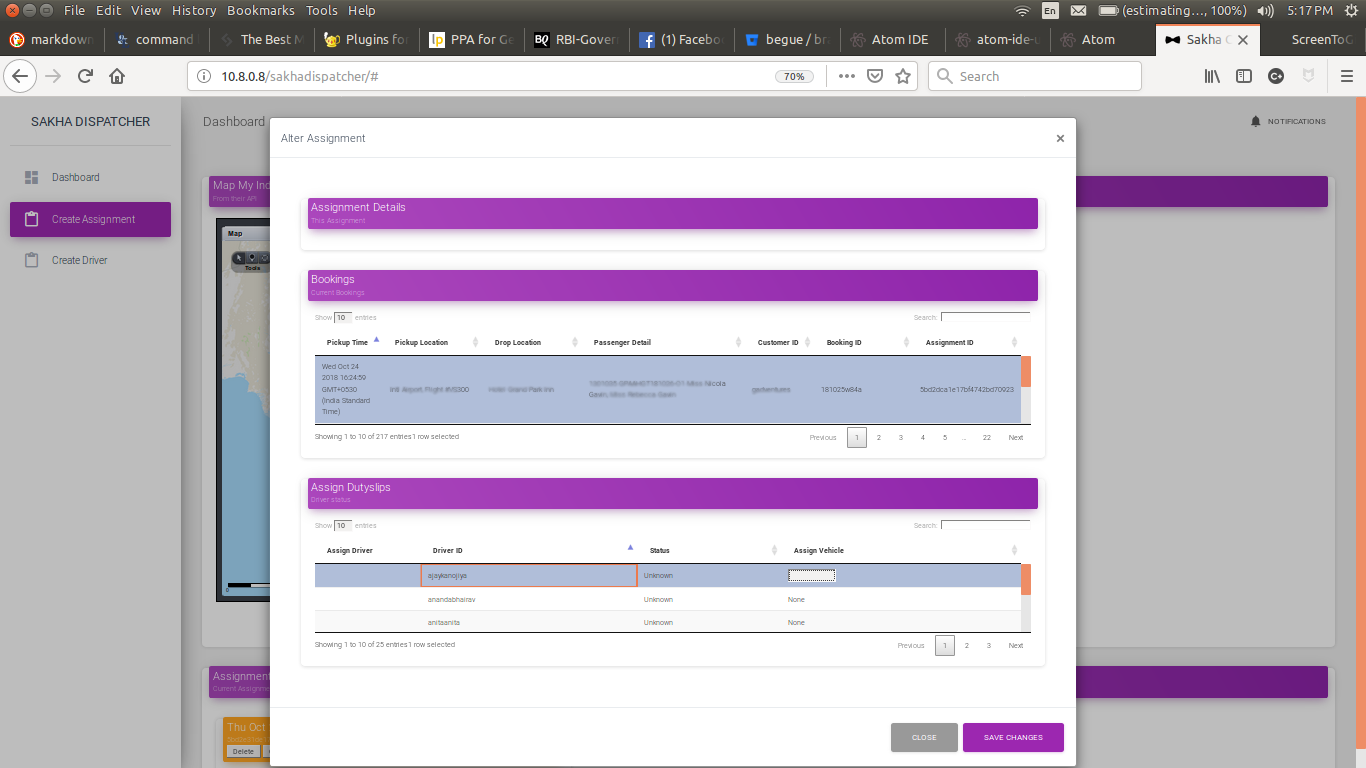 File Edit View History Bookmarks Tools Help
En (estimating..., 100%) 5:17 PM
markdown command The Best M Plugins fo PPA for Ge RBI-Gover (1) Facebo begue / br Atom IDE atom-ide-u Atom Sakha ScreenToG
10.8.0.8/sakhadispatcher/# 70% Search
SAKHA DISPATCHER
Dashboard
NOTIFICATIONS
Dashboard
Create Assignment
Create Driver
Map My Ind
From their API
Map
Tools
0
Assignment
Current Assignme
Thu Oct
Delete
Alter Assignment ×
Assignment Details
This Assignment
Bookings
Current Bookings
Show 10 entries Search:
Pickup Time Pickup Location Drop Location Passenger Detail Customer ID Booking ID Assignment ID
Wed Oct 24
2018 16:24:59
GMT+0530
(India Standard
Time)
181025w84a 5bd2dca1e17bf4742bd70923
Showing 1 to 10 of 217 entries1 row selected
Previous 1 2 3 4 5 ... 22 Next
Assign Dutyslips
Driver status
Show 10 entries Search:
Assign Driver Driver ID Status Assign Vehicle
ajaykanojiya Unknown
anandabhairav Unknown None
anitaanita Unknown None
Showing 1 to 10 of 25 entries1 row selected
Previous 1 2 3 Next
CLOSE SAVE CHANGES